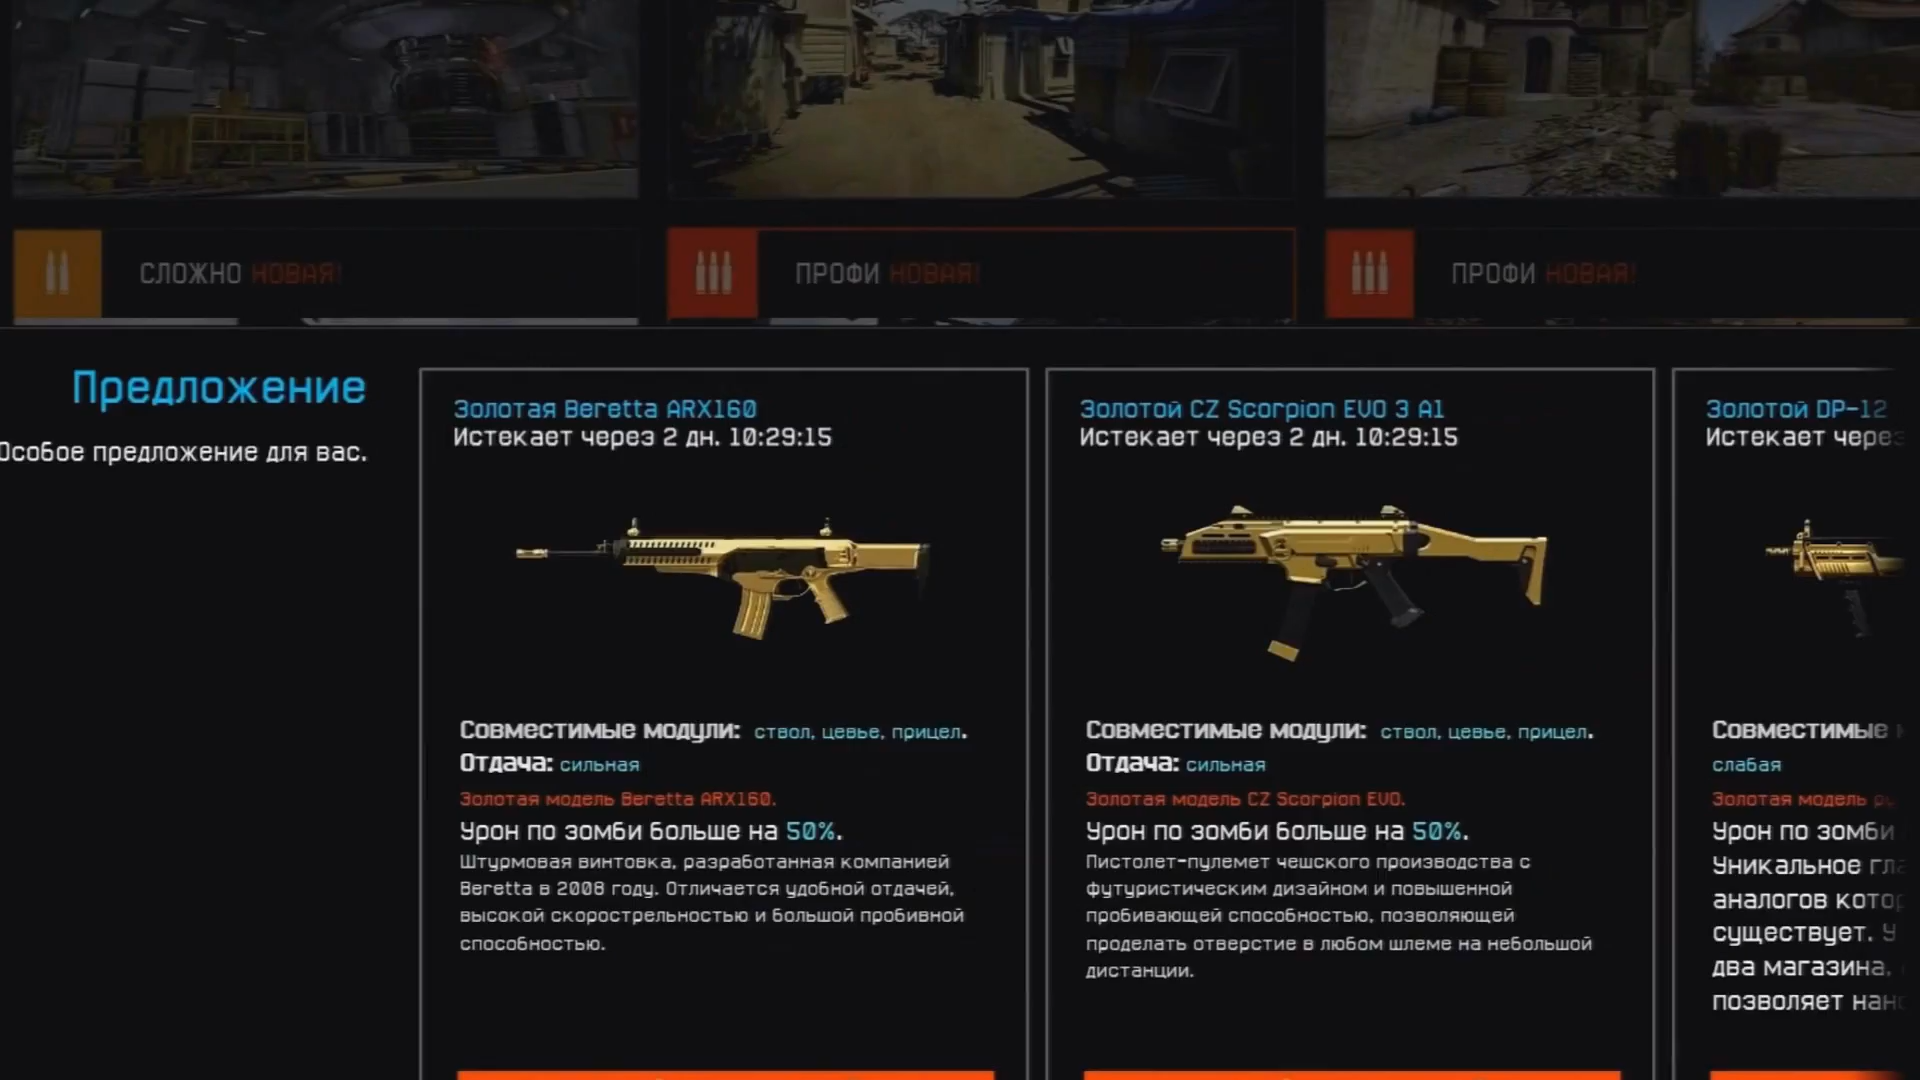 СЛОЖНО НОВАЯ!
ПРОФИ НОВАЯ!
ПРОФИ НОВАЯ!
Предложение
Особое предложение для вас.
Золотая Beretta ARX160
Истекает через 2 дн. 10:29:15
Совместимые модули: ствол, цевье, прицел.
Отдача: сильная
Золотая модель Beretta ARX160.
Урон по зомби больше на 50%.
Штурмовая винтовка, разработанная компанией
Beretta в 2008 году. Отличается удобной отдачей,
высокой скорострельностью и большой пробивной
способностью.
Золотой CZ Scorpion EVO 3 A1
Истекает через 2 дн. 10:29:15
Совместимые модули: ствол, цевье, прицел.
Отдача: сильная
Золотая модель CZ Scorpion EVO.
Урон по зомби больше на 50%.
Пистолет-пулемет чешского производства с
футуристическим дизайном и повышенной
пробивающей способностью, позволяющей
проделать отверстие в любом шлеме на небольшой
дистанции.
Золотой DP-12
Истекает
Совместимые
слабая
Золотая модель
Урон по зомби
Уникальное
аналогов
существует.
два магазина,
позволяет